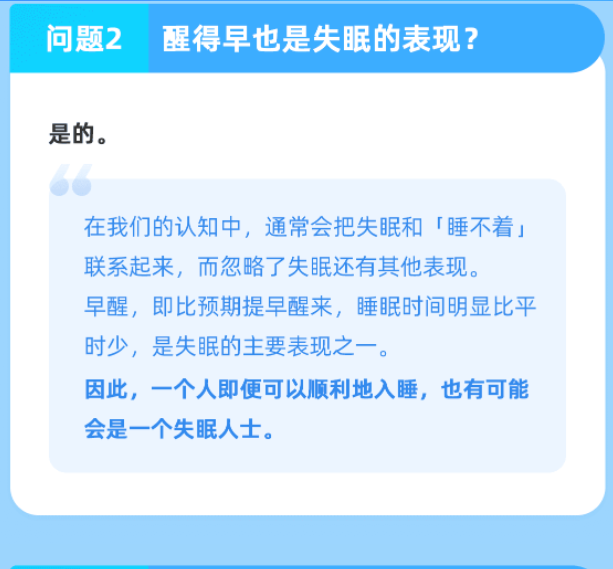 问题2 醒得早也是失眠的表现？
是的。
在我们的认知中，通常会把失眠和「睡不着」
联系起来，而忽略了失眠还有其他表现。
早醒，即比预期提早醒来，睡眠时间明显比平
时少，是失眠的主要表现之一。
因此，一个人即便可以顺利地入睡，也有可能
会是一个失眠人士。